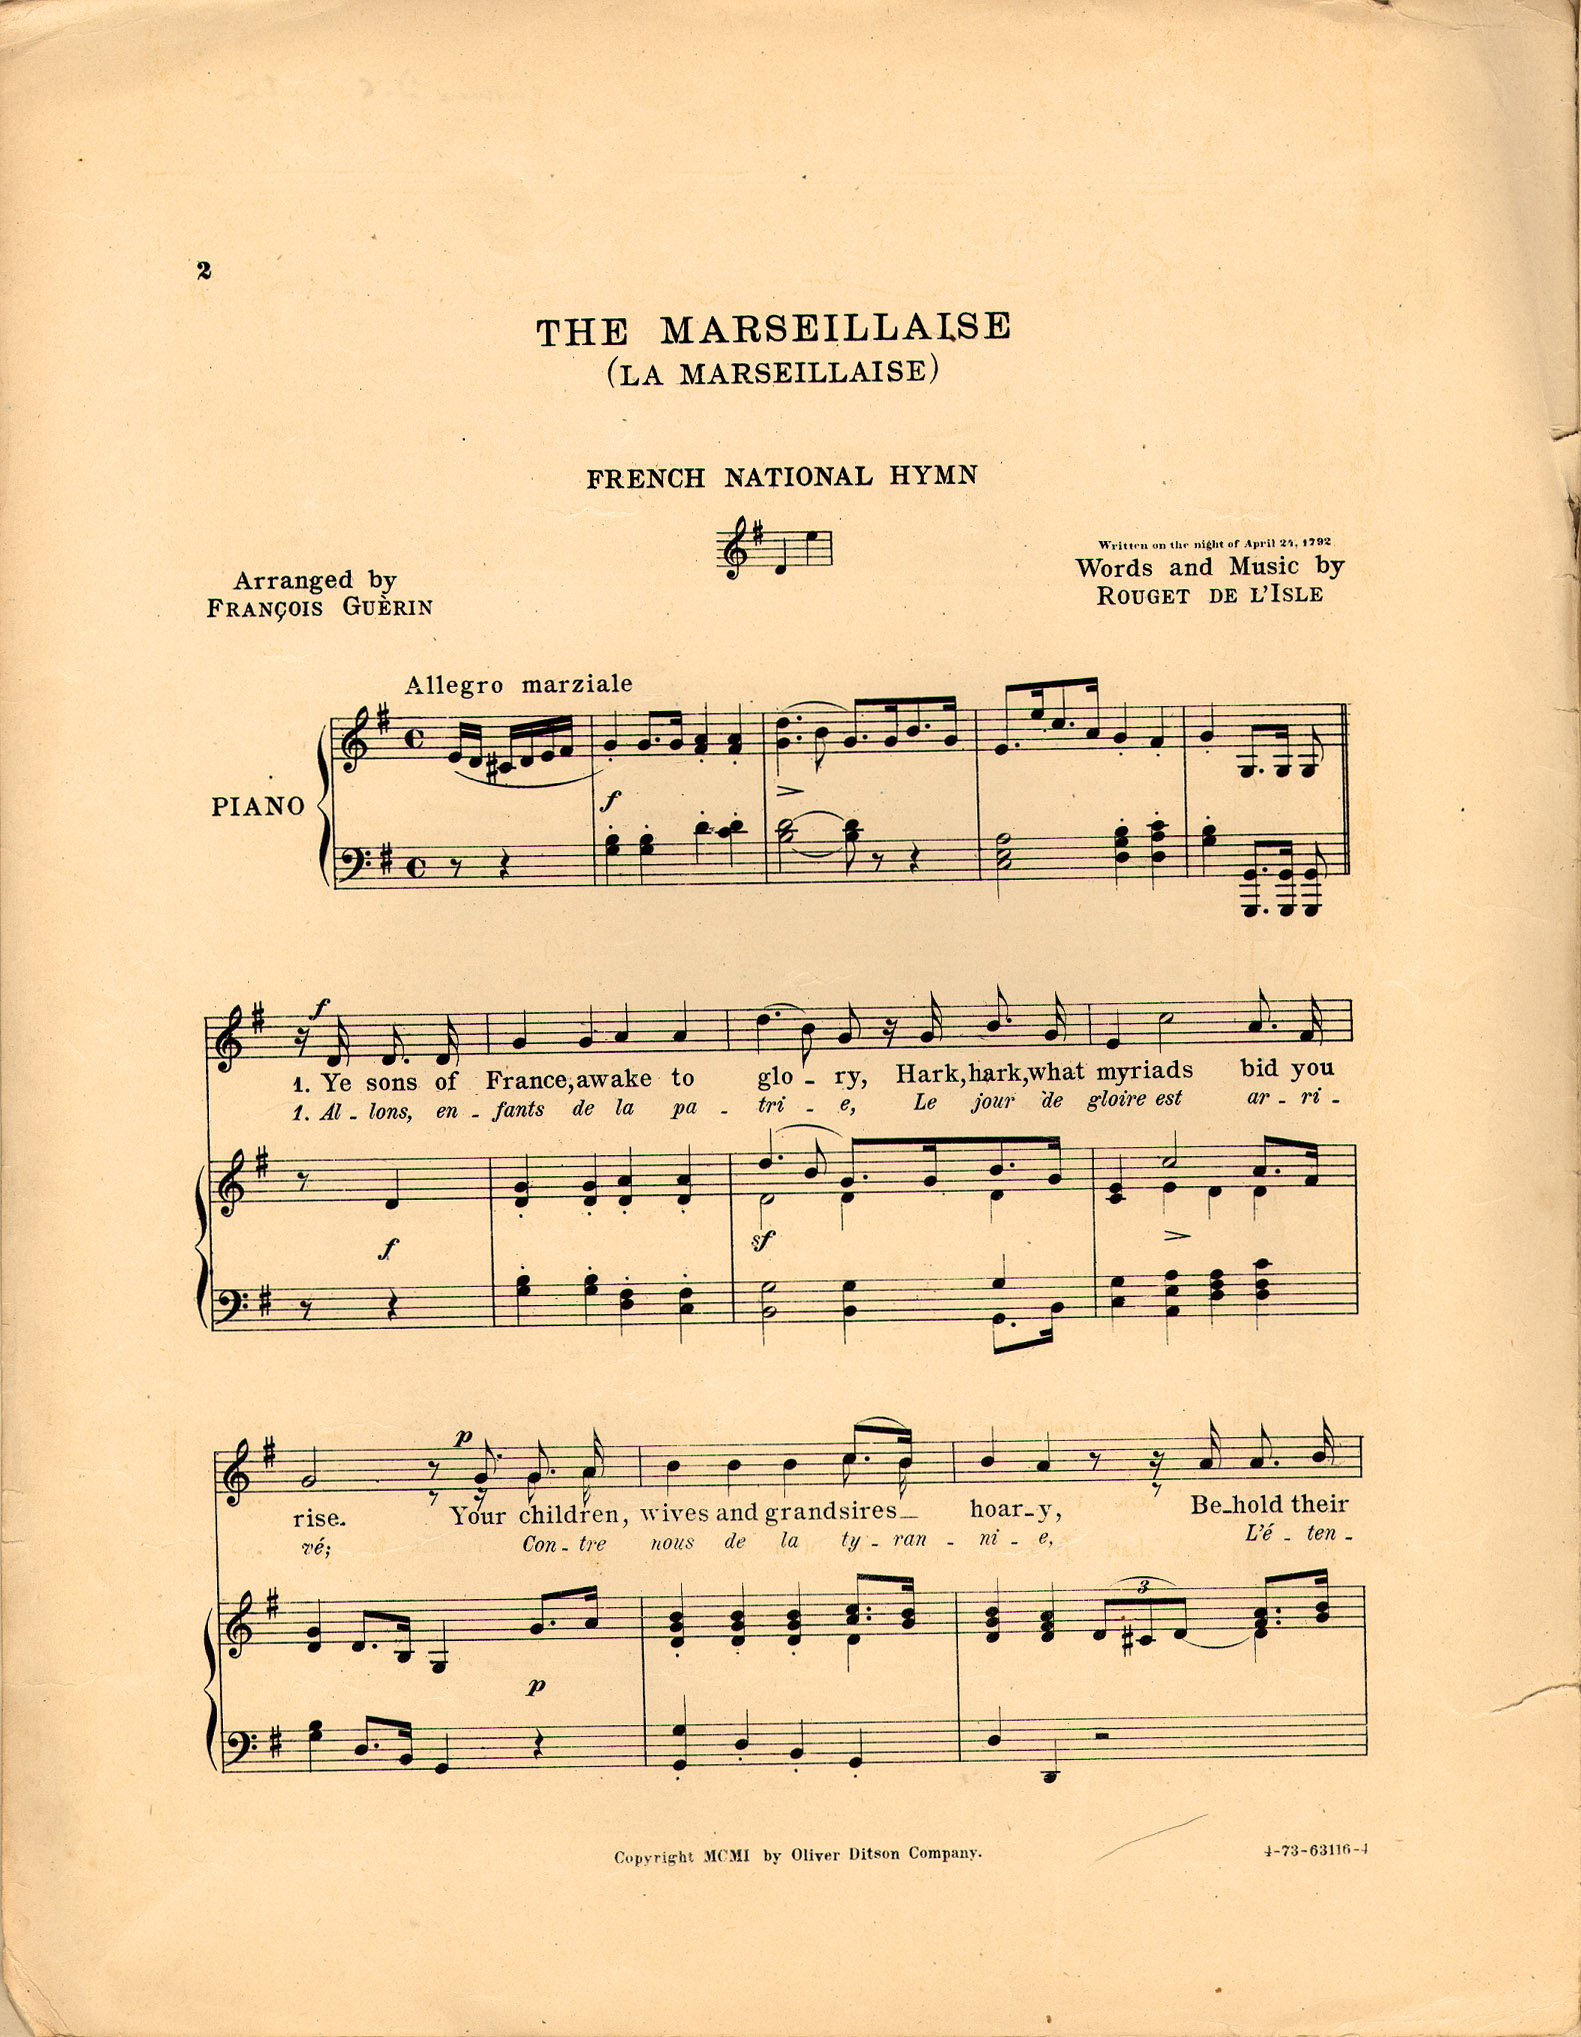 2
THE MARSEILLAISE
(LA MARSEILLAISE)
FRENCH NATIONAL HYMN
Arranged by
FRANÇOIS GUÈRIN
Written on the night of April 24, 1792
Words and Music by
ROUGET DE L'ISLE
Allegro marziale
PIANO
f
f
1. Ye sons of France, awake to glo - ry, Hark, hark, what myriads bid you
1. Al - lons, en - fants de la pa - tri - e, Le jour de gloire est ar - ri -
f
sf
p
rise. Your children, wives and grandsires hoar - y, Be - hold their
vé; Con - tre nous de la ty - ran - ni - e, L'é - ten -
3
p
Copyright MCMI by Oliver Ditson Company.
4-73-63116-4